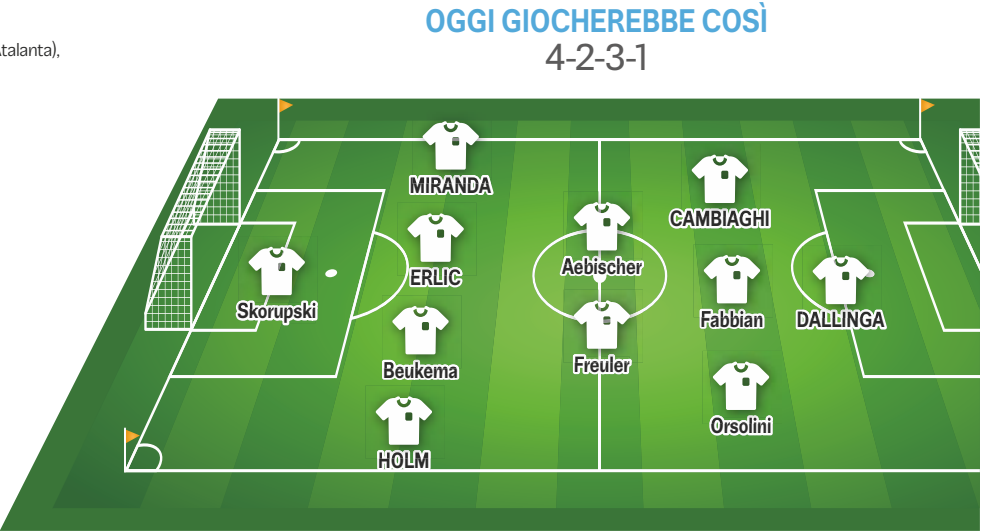 OGGI GIOCHEREBBE COSÌ
4-2-3-1
Atalanta),
MIRANDA
CAMBIAGHI
ERLIC
Aebischer
Skorupski
Fabbian
DALLINGA
Beukema
Freuler
Orsolini
HOLM